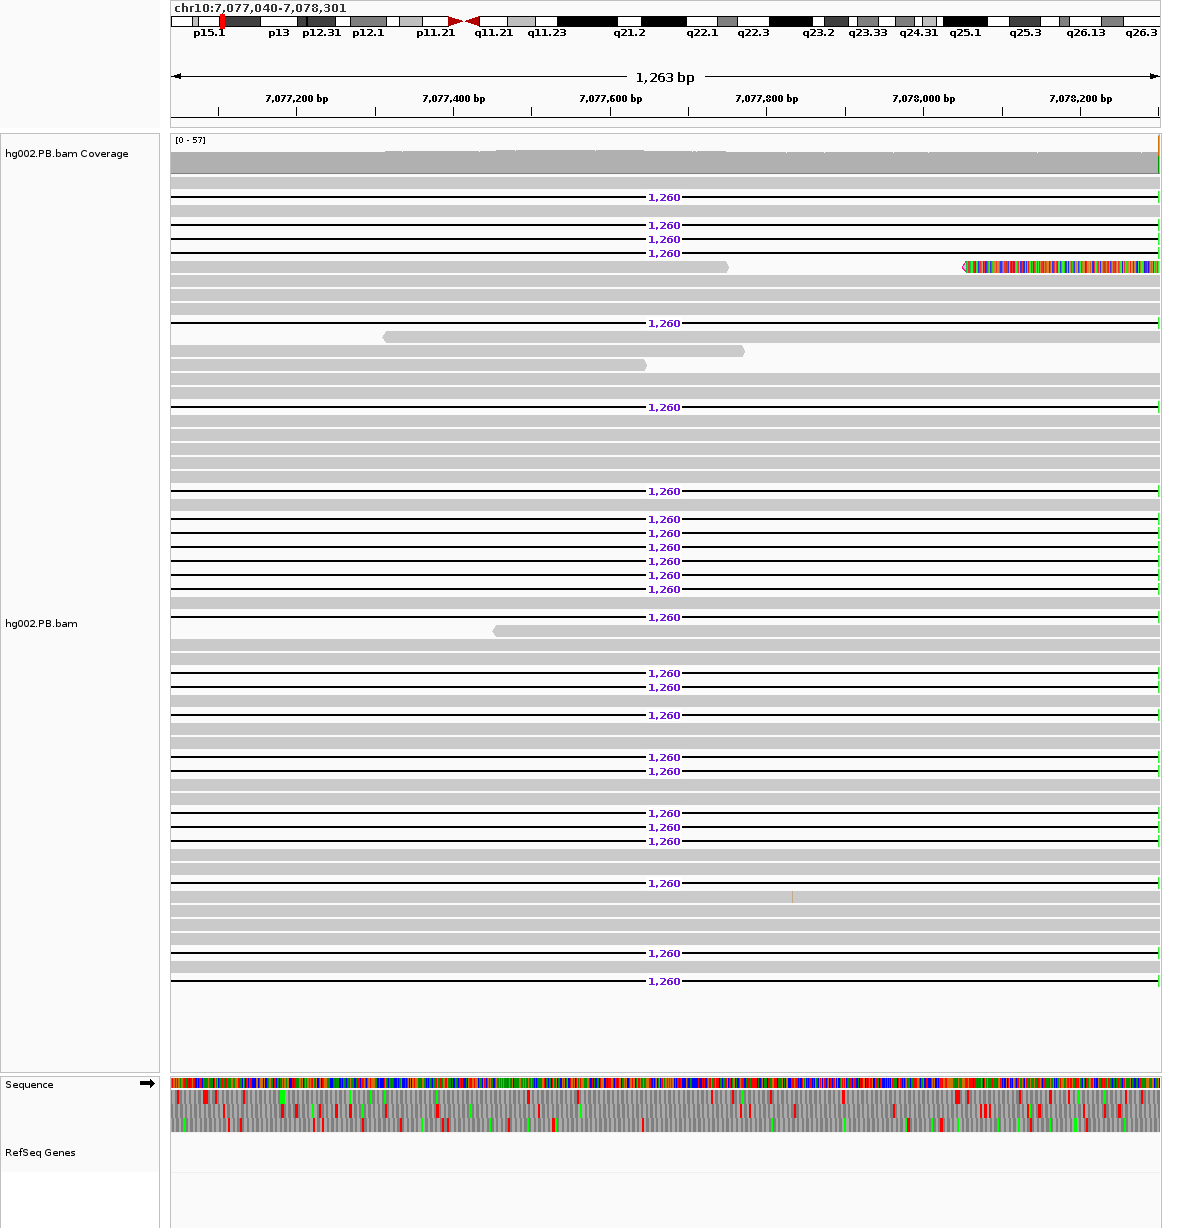 chr10:7,077,040-7,078,301
p15.1 p13 p12.31 p12.1 p11.21 q11.21 q11.23 q21.2 q22.1 q22.3 q23.2 q23.33 q24.31 q25.1 q25.3 q26.13 q26.3
1,263 bp
7,077,200 bp 7,077,400 bp 7,077,600 bp 7,077,800 bp 7,078,000 bp 7,078,200 bp
[0 - 57]
hg002.PB.bam Coverage
1,260
1,260
1,260
1,260
1,260
1,260
1,260
1,260
1,260
1,260
1,260
1,260
1,260
1,260
hg002.PB.bam
1,260
1,260
1,260
1,260
1,260
1,260
1,260
1,260
1,260
1,260
1,260
Sequence
RefSeq Genes